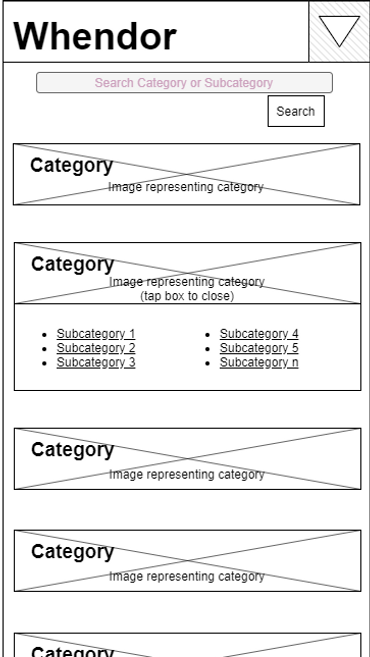 Whendor
Search Category or Subcategory
Search
Category
Image representing category
Category
Image representing category
(tap box to close)
Subcategory 1
Subcategory 2
Subcategory 3
Subcategory 4
Subcategory 5
Subcategory n
Category
Image representing category
Category
Image representing category
Category